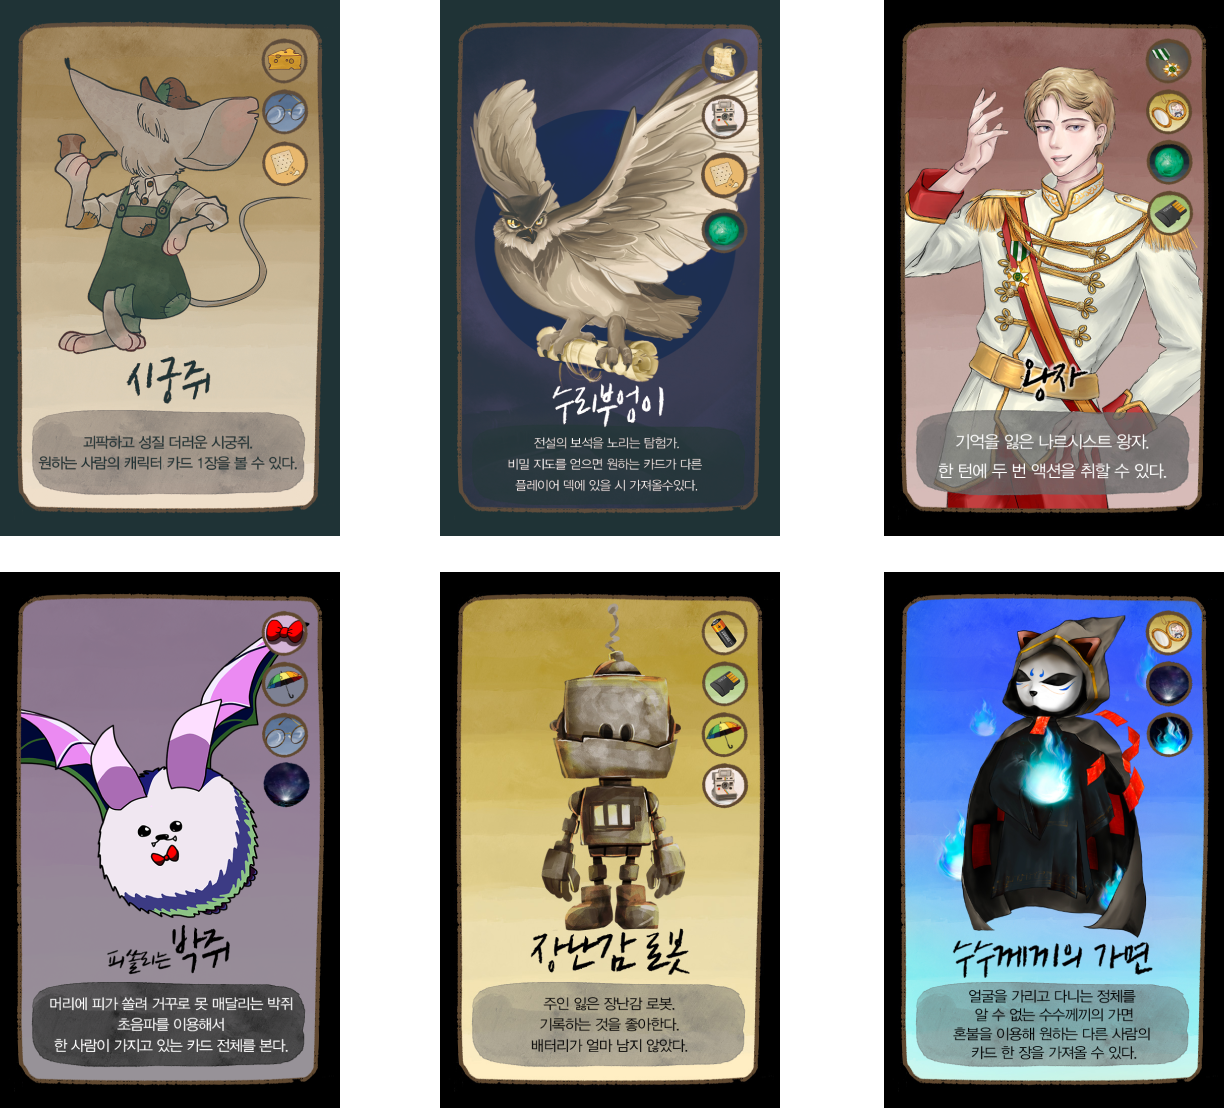 시궁쥐
괴팍하고 성질 더러운 시궁쥐.
원하는 사람의 캐릭터 카드 1장을 볼 수 있다.
수리부엉이
전설의 보석을 노리는 탐험가.
비밀 지도를 얻으면 원하는 카드가 다른
플레이어 덱에 있을 시 가져올수있다.
왕자
기억을 잃은 나르시스트 왕자.
한 턴에 두 번 액션을 취할 수 있다.
피쏠리는 박쥐
머리에 피가 쏠려 거꾸로 못 매달리는 박쥐
초음파를 이용해서
한 사람이 가지고 있는 카드 전체를 본다.
장난감 로봇
주인 잃은 장난감 로봇.
기록하는 것을 좋아한다.
배터리가 얼마 남지 않았다.
수수께끼의 가면
얼굴을 가리고 다니는 정체를
알 수 없는 수수께끼의 가면
혼불을 이용해 원하는 다른 사람의
카드 한 장을 가져올 수 있다.